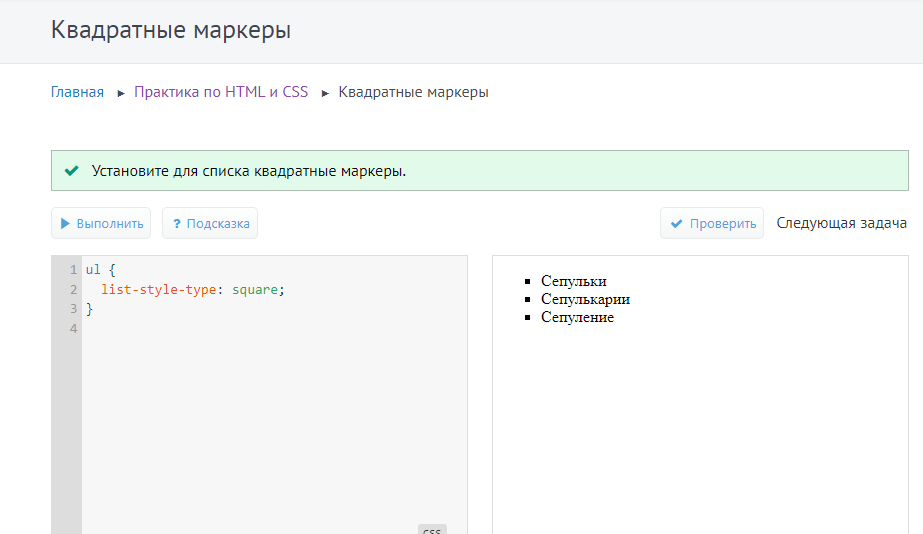 Квадратные маркеры
Главная ▸ Практика по HTML и CSS ▸ Квадратные маркеры
Установите для списка квадратные маркеры.
Выполнить ? Подсказка Проверить Следующая задача
1 ul {
2 list-style-type: square;
3 }
4
Сепульки
Сепулькарии
Сепуление
css